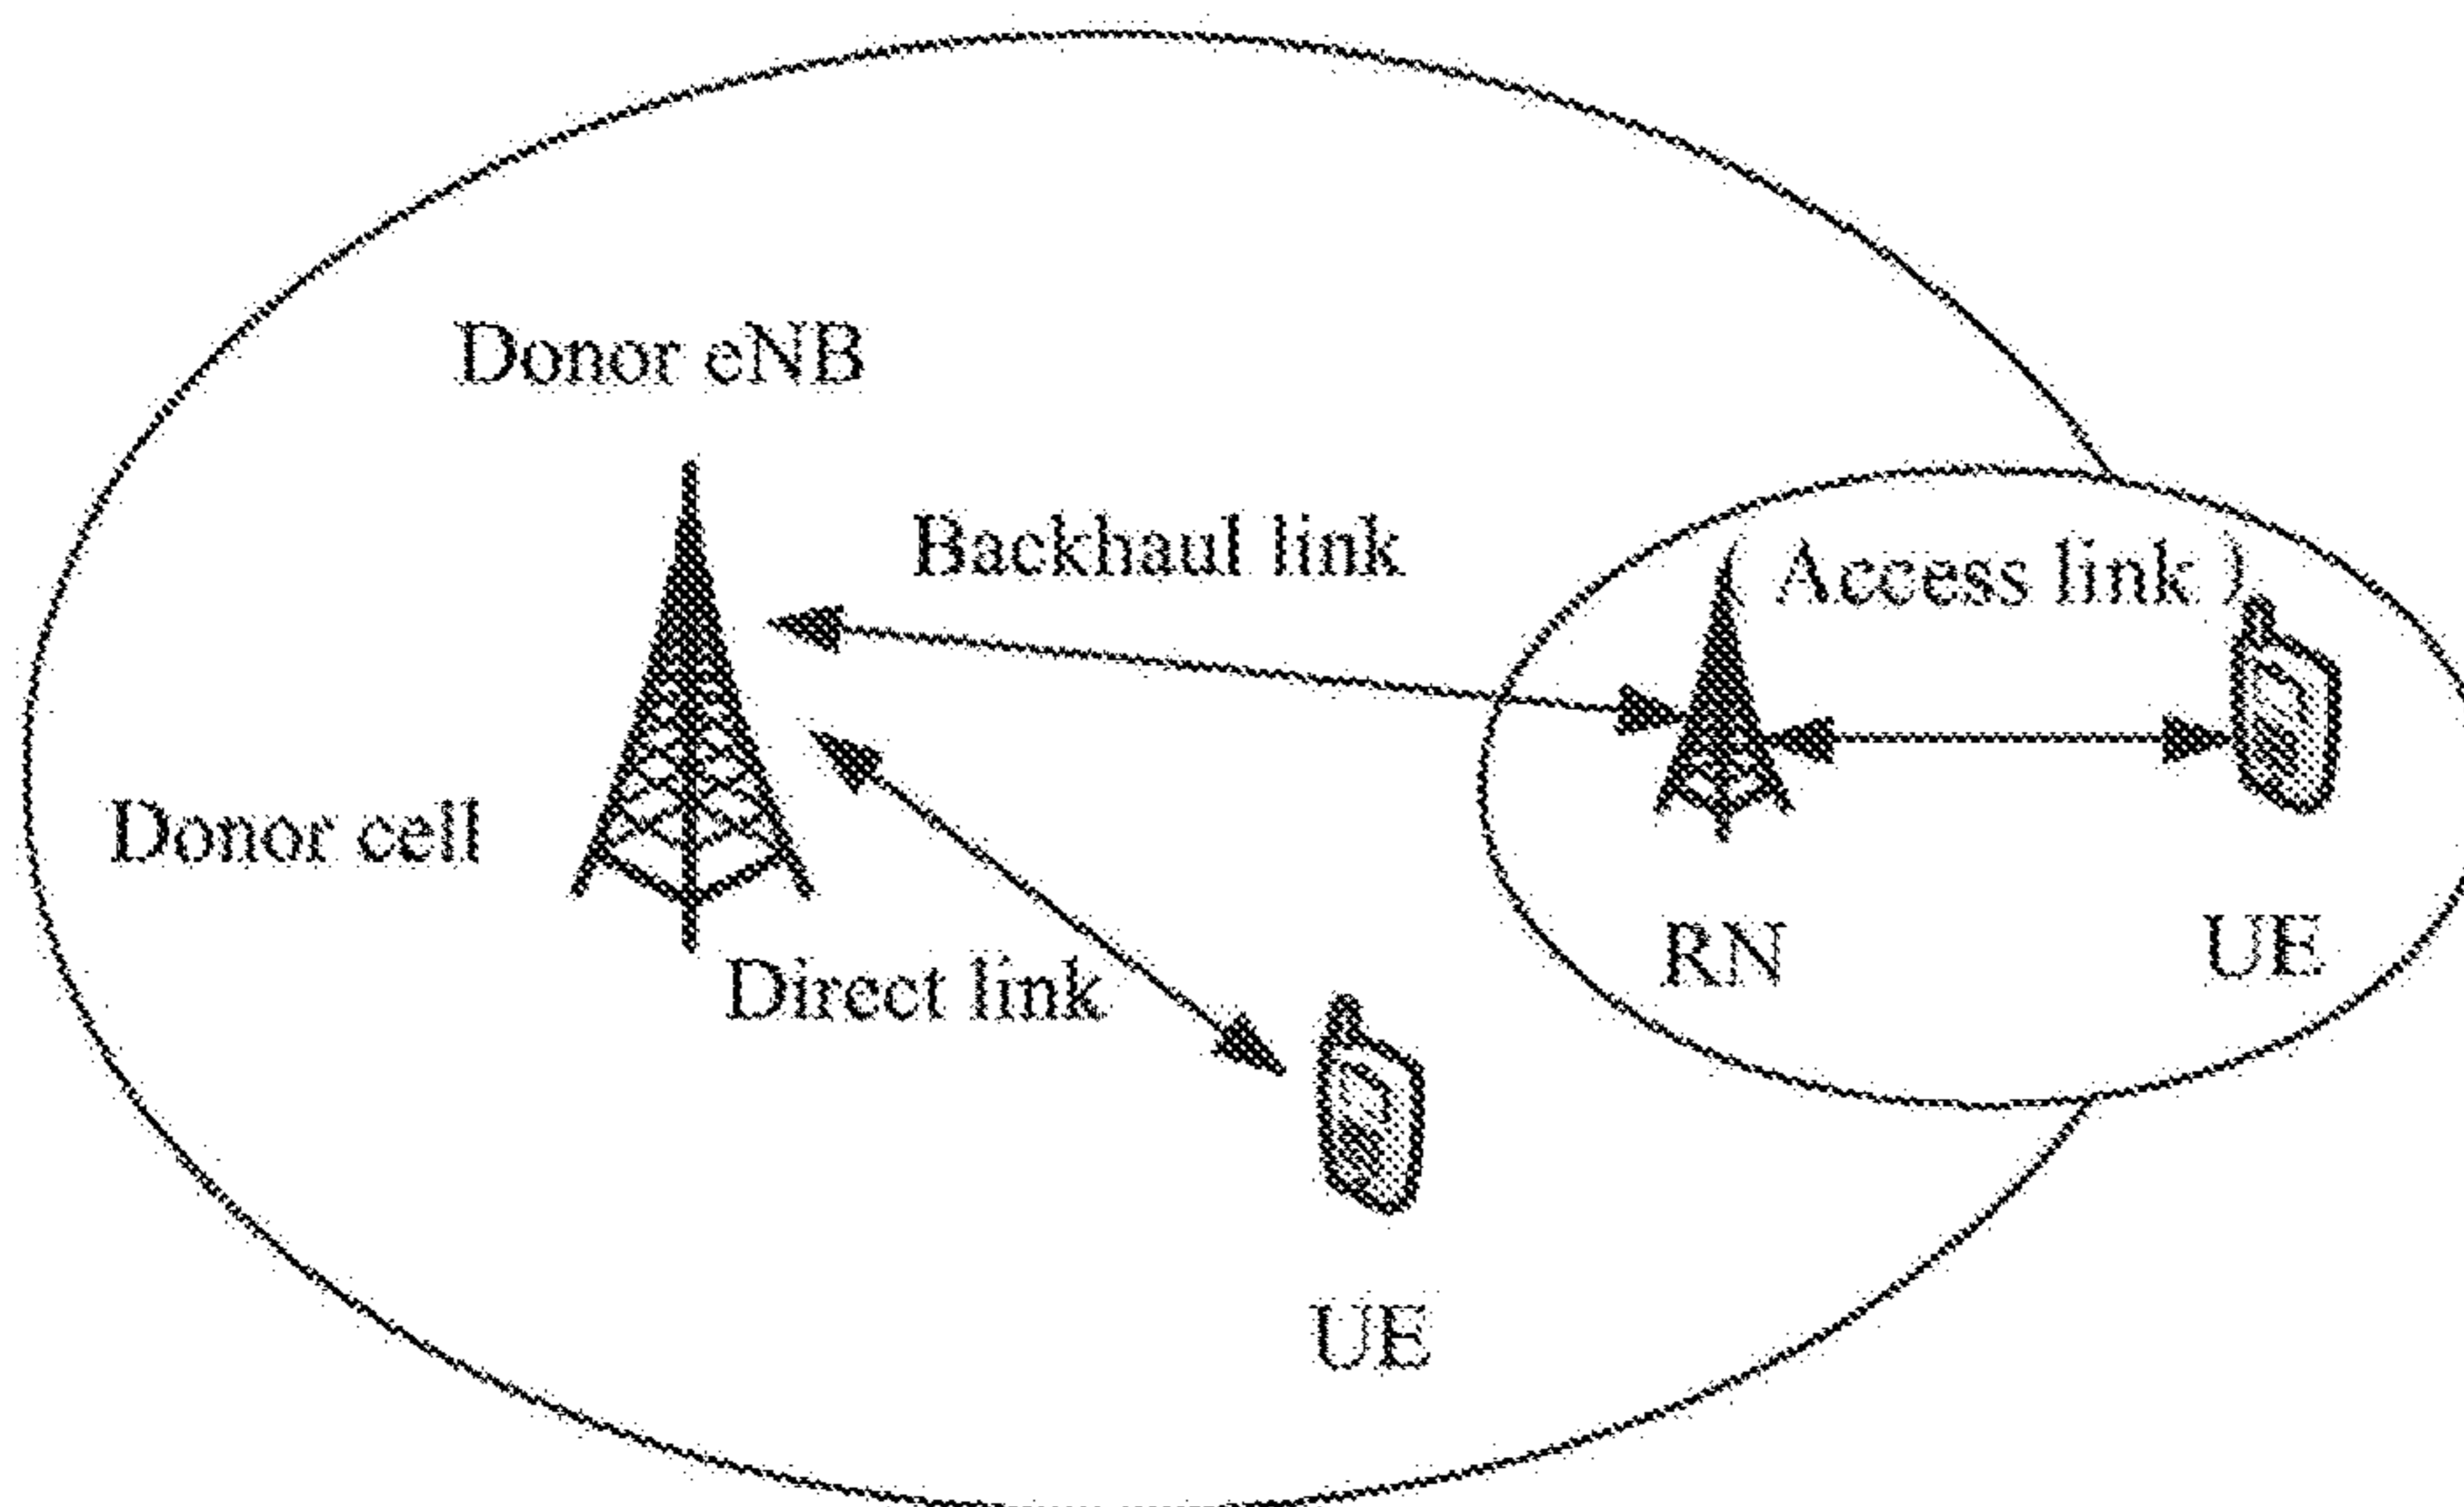 Donor eNB
Backhaul link
( Access link )
Donor cell
RN
UE
Direct link
UE